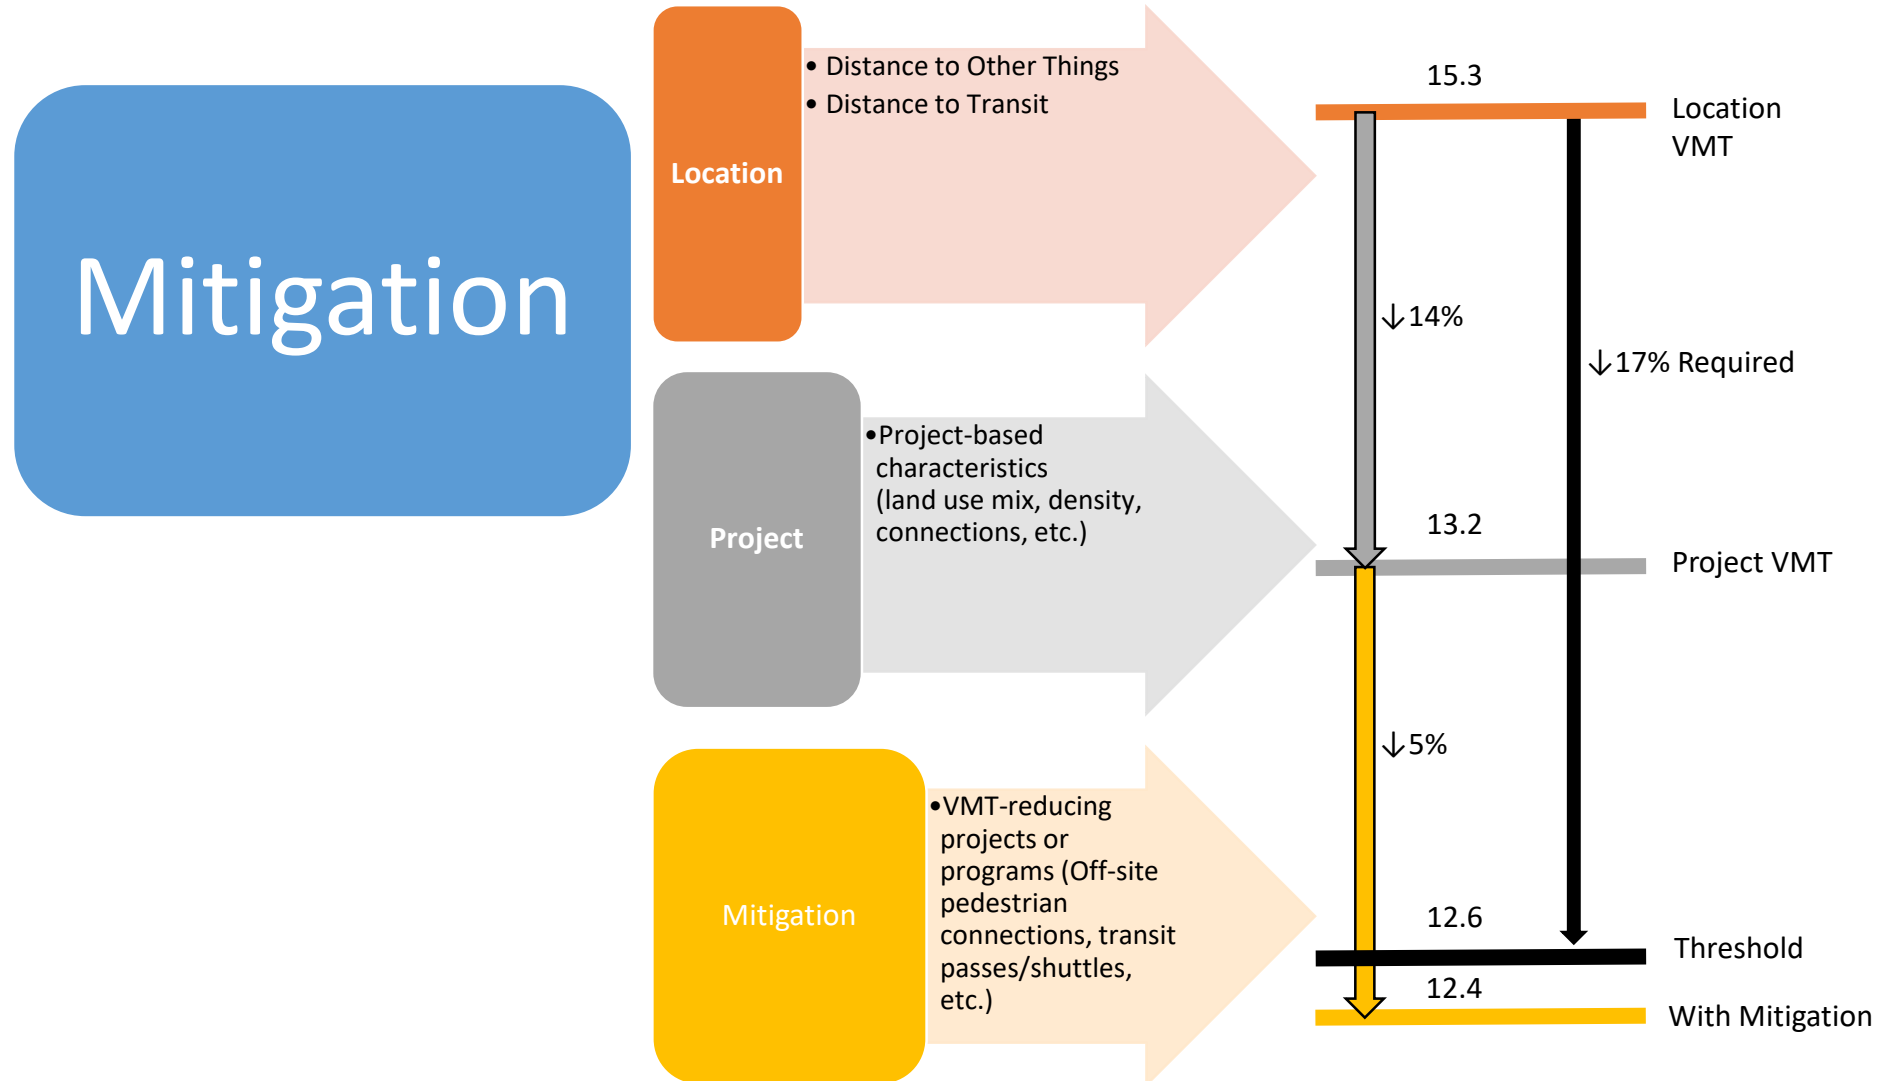 Mitigation
Location
• Distance to Other Things
• Distance to Transit
Project
•Project-based
characteristics
(land use mix, density,
connections, etc.)
Mitigation
•VMT-reducing
projects or
programs (Off-site
pedestrian
connections, transit
passes/shuttles,
etc.)
15.3
Location
VMT
↓14%
↓17% Required
13.2
Project VMT
↓5%
12.6
Threshold
12.4
With Mitigation